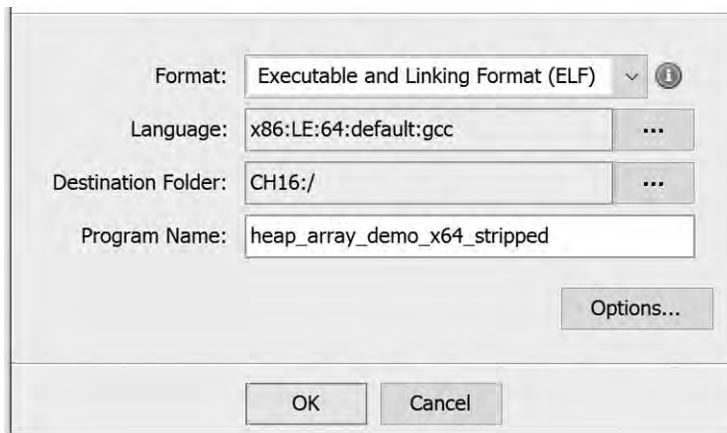 Format: Executable and Linking Format (ELF)
Language: x86:LE:64:default:gcc ...
Destination Folder: CH16:/ ...
Program Name: heap_array_demo_x64_stripped
Options...
OK Cancel